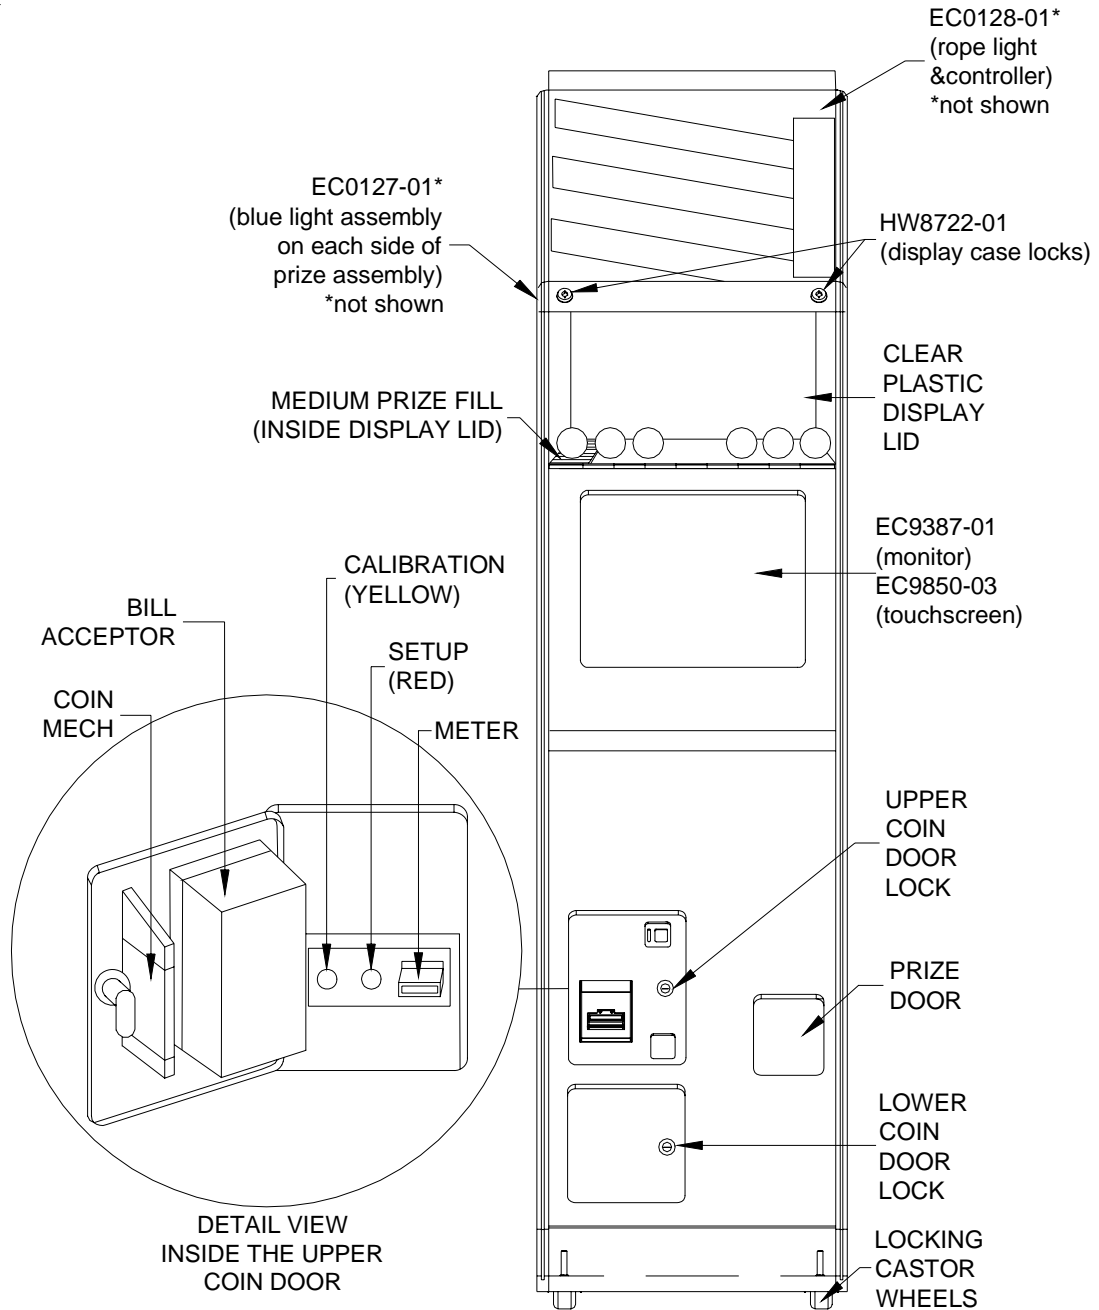 EC0128-01*
(rope light
&controller)
*not shown
EC0127-01*
(blue light assembly
on each side of
prize assembly)
*not shown
HW8722-01
(display case locks)
CLEAR
PLASTIC
DISPLAY
LID
MEDIUM PRIZE FILL
(INSIDE DISPLAY LID)
EC9387-01
(monitor)
EC9850-03
(touchscreen)
CALIBRATION
(YELLOW)
BILL
ACCEPTOR
SETUP
(RED)
COIN
MECH
METER
UPPER
COIN
DOOR
LOCK
PRIZE
DOOR
LOWER
COIN
DOOR
LOCK
DETAIL VIEW
INSIDE THE UPPER
COIN DOOR
LOCKING
CASTOR
WHEELS